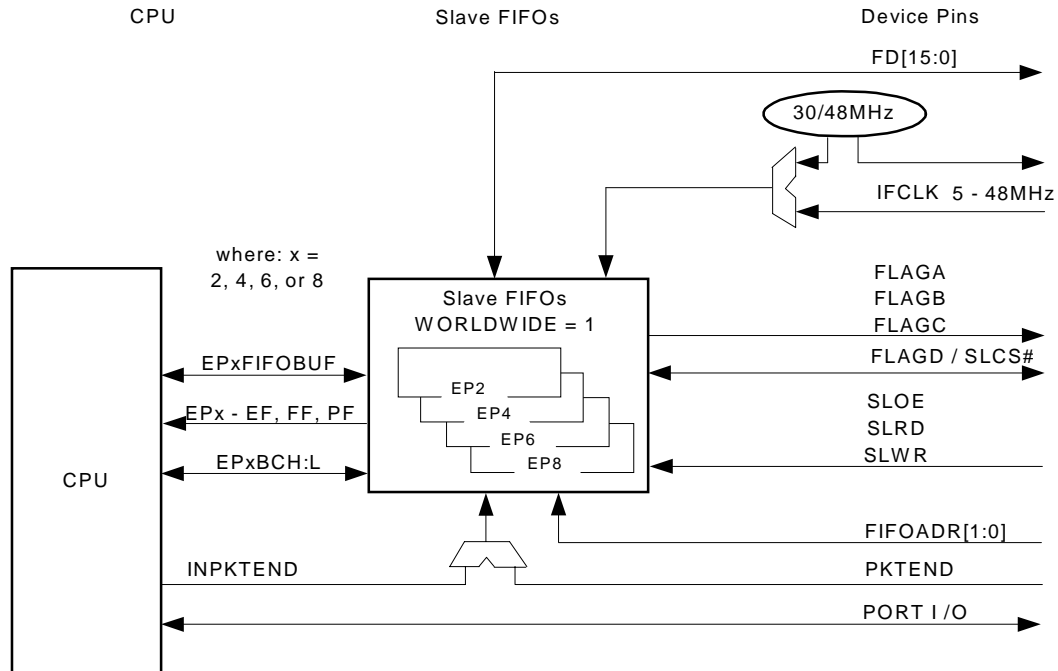 CPU
Slave FIFOs
Device Pins
FD[15:0]
30/48MHz
IFCLK 5 - 48MHz
where: x =
2, 4, 6, or 8
Slave FIFOs
WORLDWIDE = 1
EP2
EP4
EP6
EP8
FLAGA
FLAGB
FLAGC
FLAGD / SLCS#
EPxFIFOBUF
EPx - EF, FF, PF
EPxBCH:L
CPU
SLOE
SLRD
SLWR
FIFOADR[1:0]
INPKTEND
PKTEND
PORT I/O